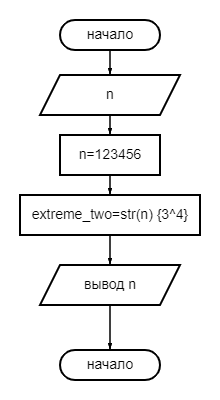 начало
n
n=123456
extreme_two=str(n) {3^4}
вывод n
начало